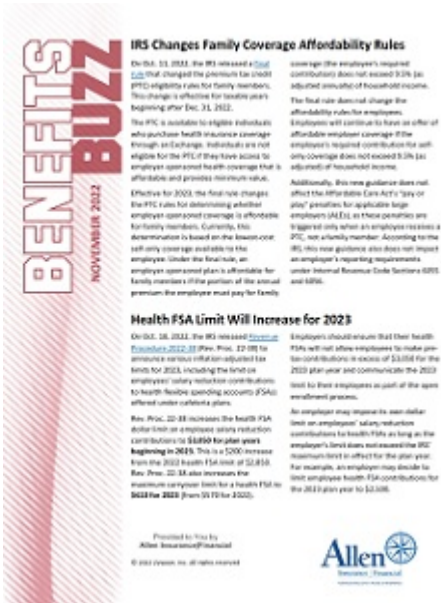 BENEFITS
BUZZ
NOVEMBER 2022
IRS Changes Family Coverage Affordability Rules
On Oct. 11, 2022, the IRS released a final
rule that changed the premium tax credit
(PTC) eligibility rules for family members.
This change is effective for taxable years
beginning after Dec. 31, 2022.
The PTC is available to eligible individuals
who purchase health insurance coverage
through an Exchange. Individuals are not
eligible for the PTC if they have access to
employer-sponsored health coverage that is
affordable and provides minimum value.
Effective for 2023, the final rule changes
the PTC rules for determining whether
employer-sponsored coverage is affordable
for family members. Currently, this
determination is based on the lowest-cost
self-only coverage available to the
employee. Under the final rule, an
employer-sponsored plan is affordable for
family members if the portion of the annual
premium the employee must pay for family
coverage (the employee's required
contribution) does not exceed 9.5% (as
adjusted annually) of household income.
The final rule does not change the
affordability rules for employees.
Employees will continue to have an offer of
affordable employer coverage if the
employee's required contribution for self-
only coverage does not exceed 9.5% (as
adjusted) of household income.
Additionally, this new guidance does not
affect the Affordable Care Act's "pay or
play" penalties for applicable large
employers (ALEs), as these penalties are
triggered only when an employee receives a
PTC, not a family member. According to the
IRS, this new guidance also does not impact
an employer's reporting requirements
under Internal Revenue Code Sections 6055
and 6056.
Health FSA Limit Will Increase for 2023
On Oct. 18, 2022, the IRS released Revenue
Procedure 2022-38 (Rev. Proc. 22-38) to
announce various inflation-adjusted tax
limits for 2023, including the limit on
employees' salary reduction contributions
to health flexible spending accounts (FSAs)
offered under cafeteria plans.
Rev. Proc. 22-38 increases the health FSA
dollar limit on employee salary reduction
contributions to $3,050 for plan years
beginning in 2023. This is a $200 increase
from the 2022 health FSA limit of $2,850.
Rev. Proc. 22-38 also increases the
maximum carryover limit for a health FSA to
$610 for 2023 (from $570 for 2022).
Employers should ensure that their health
FSAs will not allow employees to make pre-
tax contributions in excess of $3,050 for the
2023 plan year and communicate the 2023
limit to their employees as part of the open
enrollment process.
An employer may impose its own dollar
limit on employees' salary reduction
contributions to health FSAs as long as the
employer's limit does not exceed the IRS'
maximum limit in effect for the plan year.
For example, an employer may decide to
limit employee health FSA contributions for
the 2023 plan year to $2,500.
Provided to You by
Allen Insurance|Financial
© 2022 Zywave, Inc. All rights reserved
Allen
Insurance | Financial